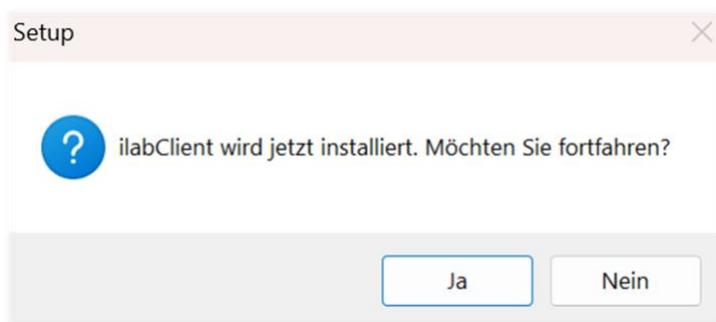 Setup
ilabClient wird jetzt installiert. Möchten Sie fortfahren?
Ja
Nein